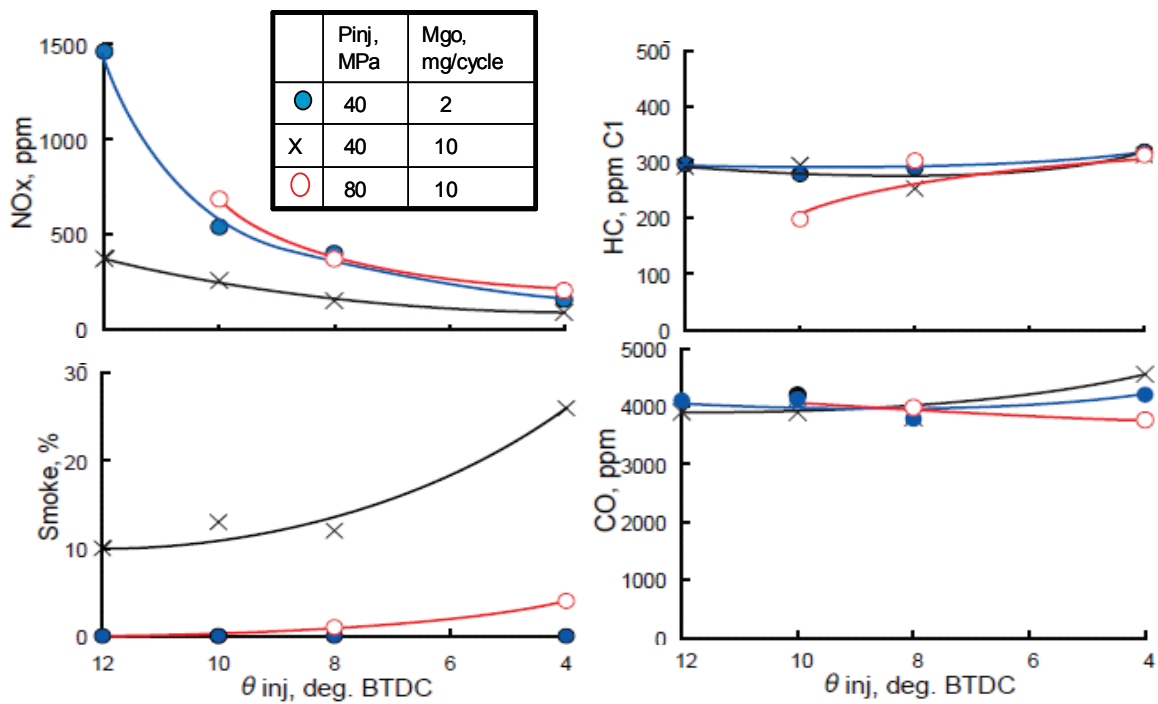 1500
1000
500
0
NOx, ppm
Pinj, MPa
Mgo, mg/cycle
40 2
X 40 10
80 10
500
400
300
200
100
0
HC, ppm C1
30
20
10
0
Smoke, %
12 10 8 6 4
θ inj, deg. BTDC
5000
4000
3000
2000
1000
0
CO, ppm
12 10 8 6 4
θ inj, deg. BTDC